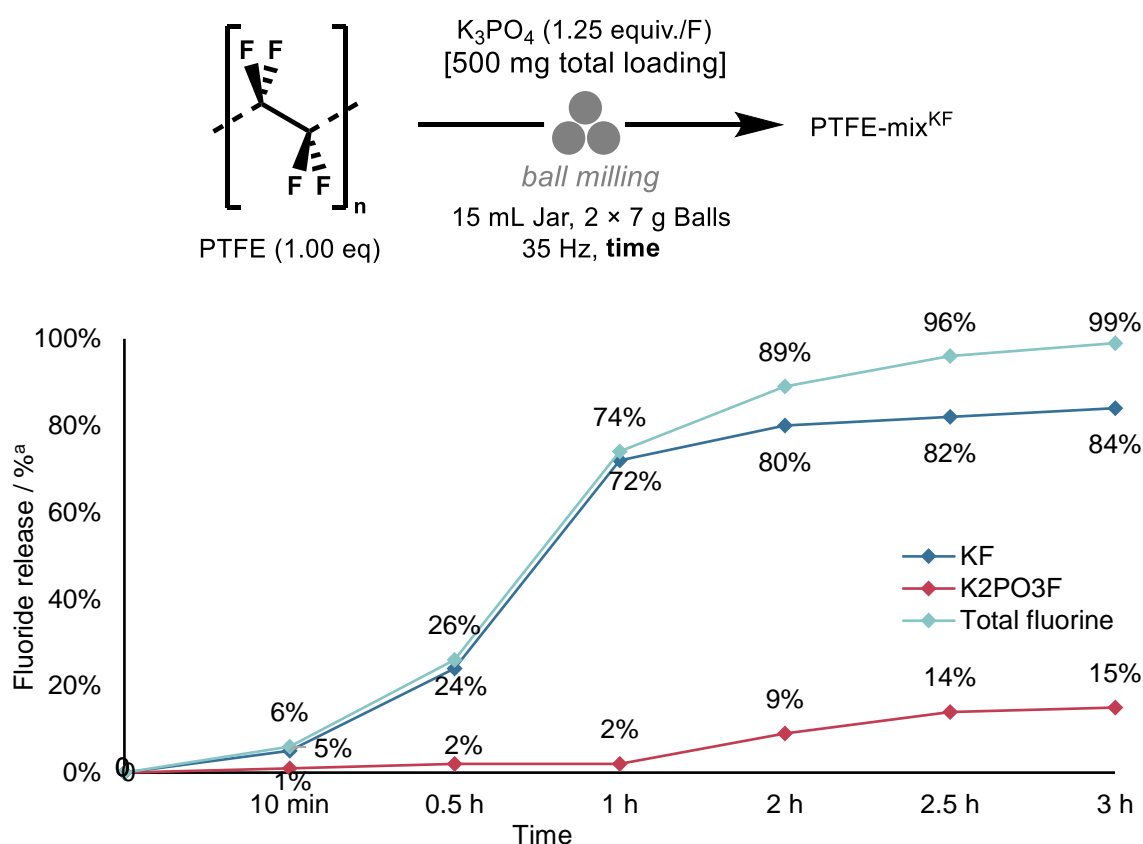 K₃PO₄ (1.25 equiv./F)
[500 mg total loading]
F F
F F
n
PTFE (1.00 eq)
ball milling
15 mL Jar, 2 × 7 g Balls
35 Hz, time
PTFE-mixᴷᶠ
Fluoride release / %ᵃ
100%
80%
60%
40%
20%
0%
0
0
6%
5%
1%
26%
24%
2%
74%
72%
2%
89%
80%
9%
96%
82%
14%
99%
84%
15%
KF
K2PO3F
Total fluorine
10 min
0.5 h
1 h
2 h
2.5 h
3 h
Time